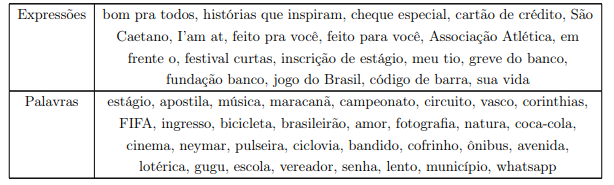 Expressões bom pra todos, histórias que inspiram, cheque especial, cartão de crédito, São
Caetano, I'am at, feito pra você, feito para você, Associação Atlética, em
frente o, festival curtas, inscrição de estágio, meu tio, greve do banco,
fundação banco, jogo do Brasil, código de barra, sua vida
Palavras estágio, apostila, música, maracanã, campeonato, circuito, vasco, corinthias,
FIFA, ingresso, bicicleta, brasileirão, amor, fotografia, natura, coca-cola,
cinema, neymar, pulseira, ciclovia, bandido, cofrinho, ônibus, avenida,
lotérica, gugu, escola, vereador, senha, lento, município, whatsapp